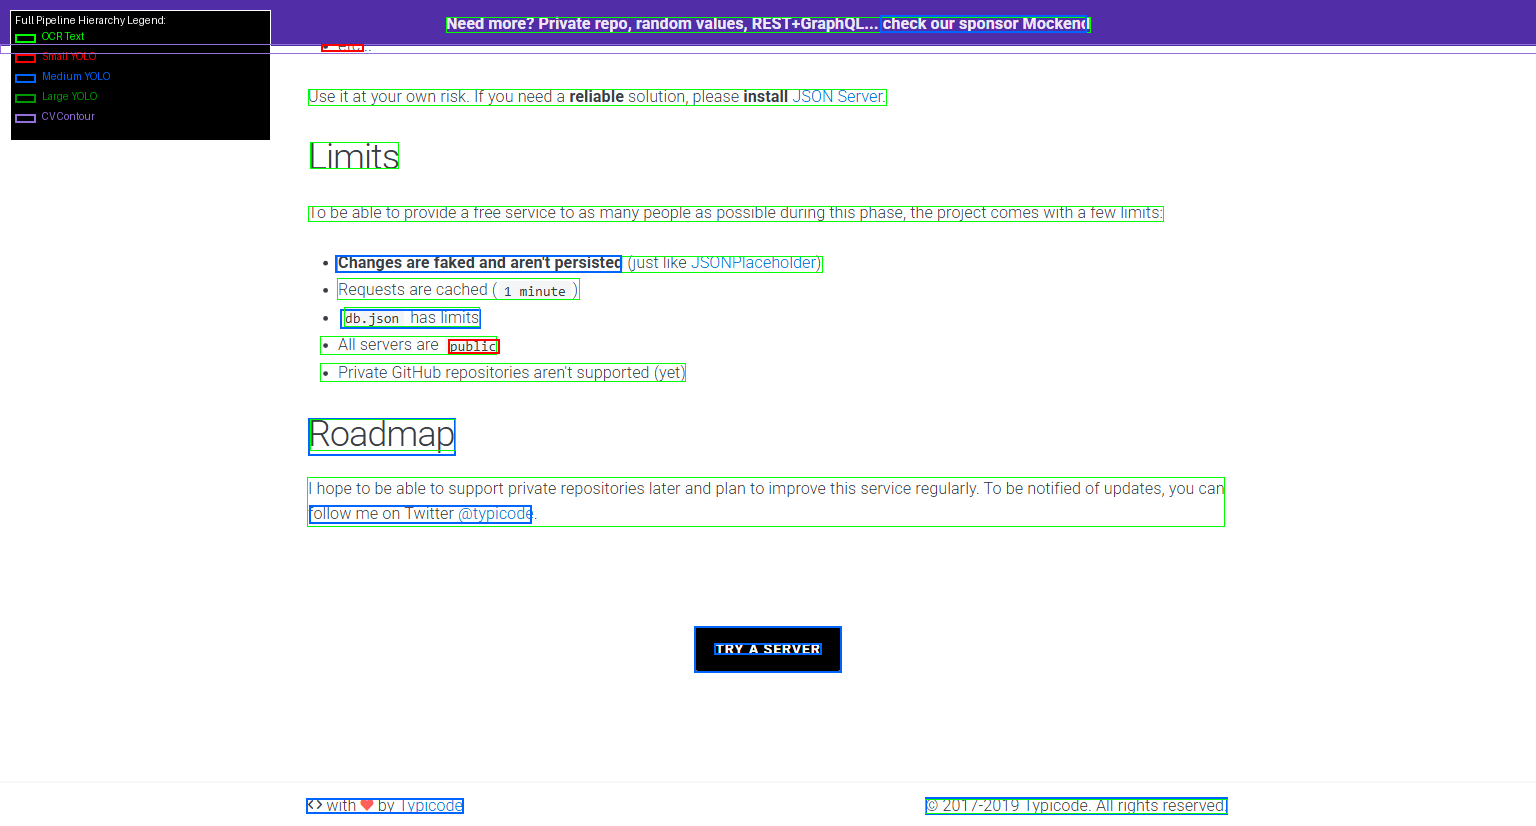 Full Pipeline Hierarchy Legend:
OCR Text
Small YOLO
Medium YOLO
Large YOLO
CV Contour
Need more? Private repo, random values, REST+GraphQL... check our sponsor Mockend
• etc...
Use it at your own risk. If you need a reliable solution, please install JSON Server.
Limits
To be able to provide a free service to as many people as possible during this phase, the project comes with a few limits:
• Changes are faked and aren't persisted (just like JSONPlaceholder)
• Requests are cached ( 1 minute )
• db.json has limits
• All servers are public
• Private GitHub repositories aren't supported (yet)
Roadmap
I hope to be able to support private repositories later and plan to improve this service regularly. To be notified of updates, you can
follow me on Twitter @typicode.
TRY A SERVER
<> with ❤ by Typicode
© 2017-2019 Typicode. All rights reserved.